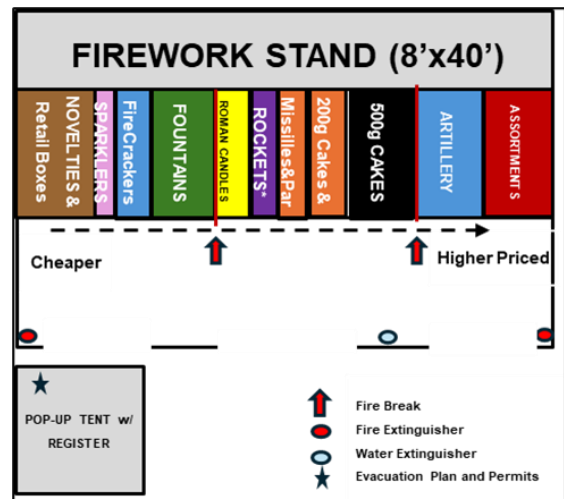 FIREWORK STAND (8’x40’)
NOVELTIES &
Retail Boxes
SPARKLERS
FireCrackers
FOUNTAINS
ROMAN CANDLES
ROCKETS*
Missilles&Par
200g Cakes &
500g CAKES
ARTILLERY
ASSORTMENTS
Cheaper
Higher Priced
POP-UP TENT w/
REGISTER
Fire Break
Fire Extinguisher
Water Extinguisher
Evacuation Plan and Permits